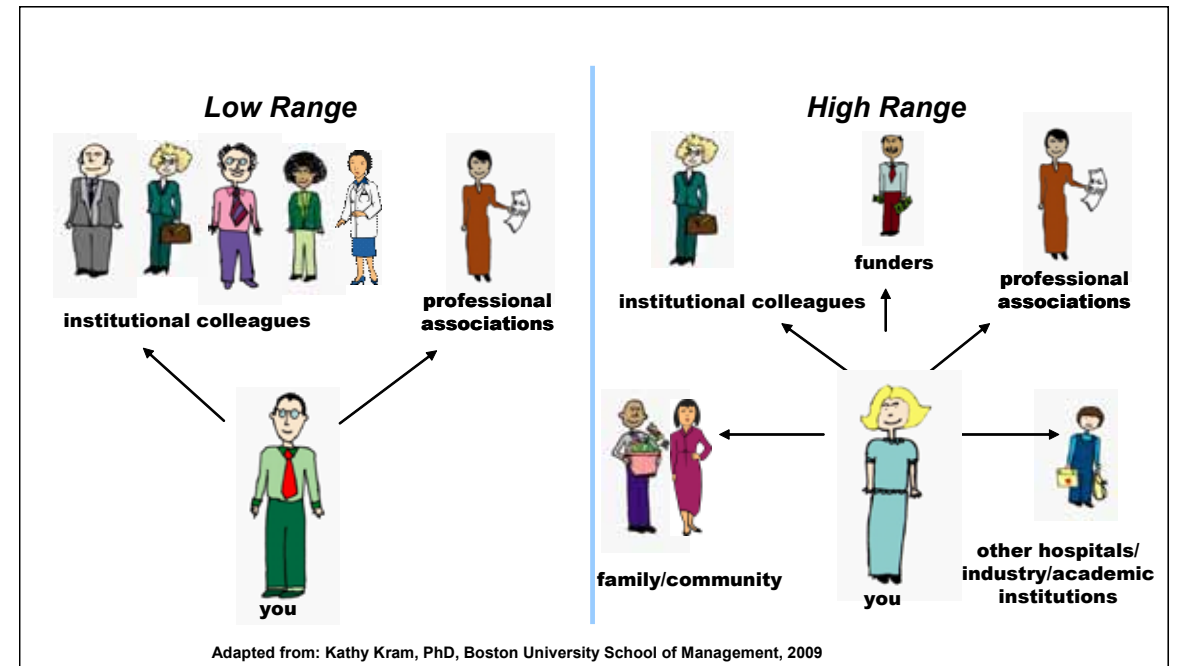 Low Range
institutional colleagues
professional
associations
you
High Range
institutional colleagues
funders
professional
associations
family/community
you
other hospitals/
industry/academic
institutions
Adapted from: Kathy Kram, PhD, Boston University School of Management, 2009